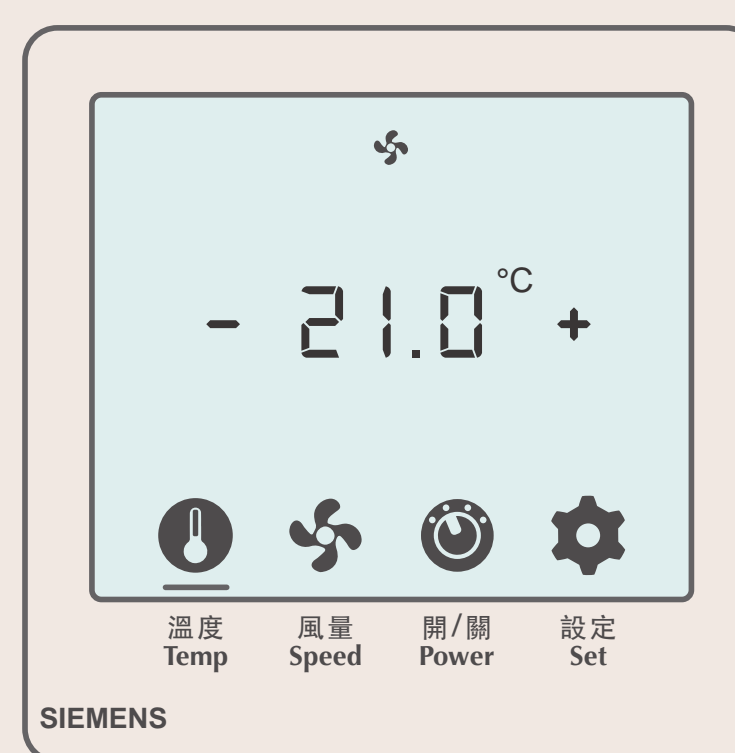 - 21.0 °C +
溫度 風量 開/關 設定
Temp Speed Power Set
SIEMENS